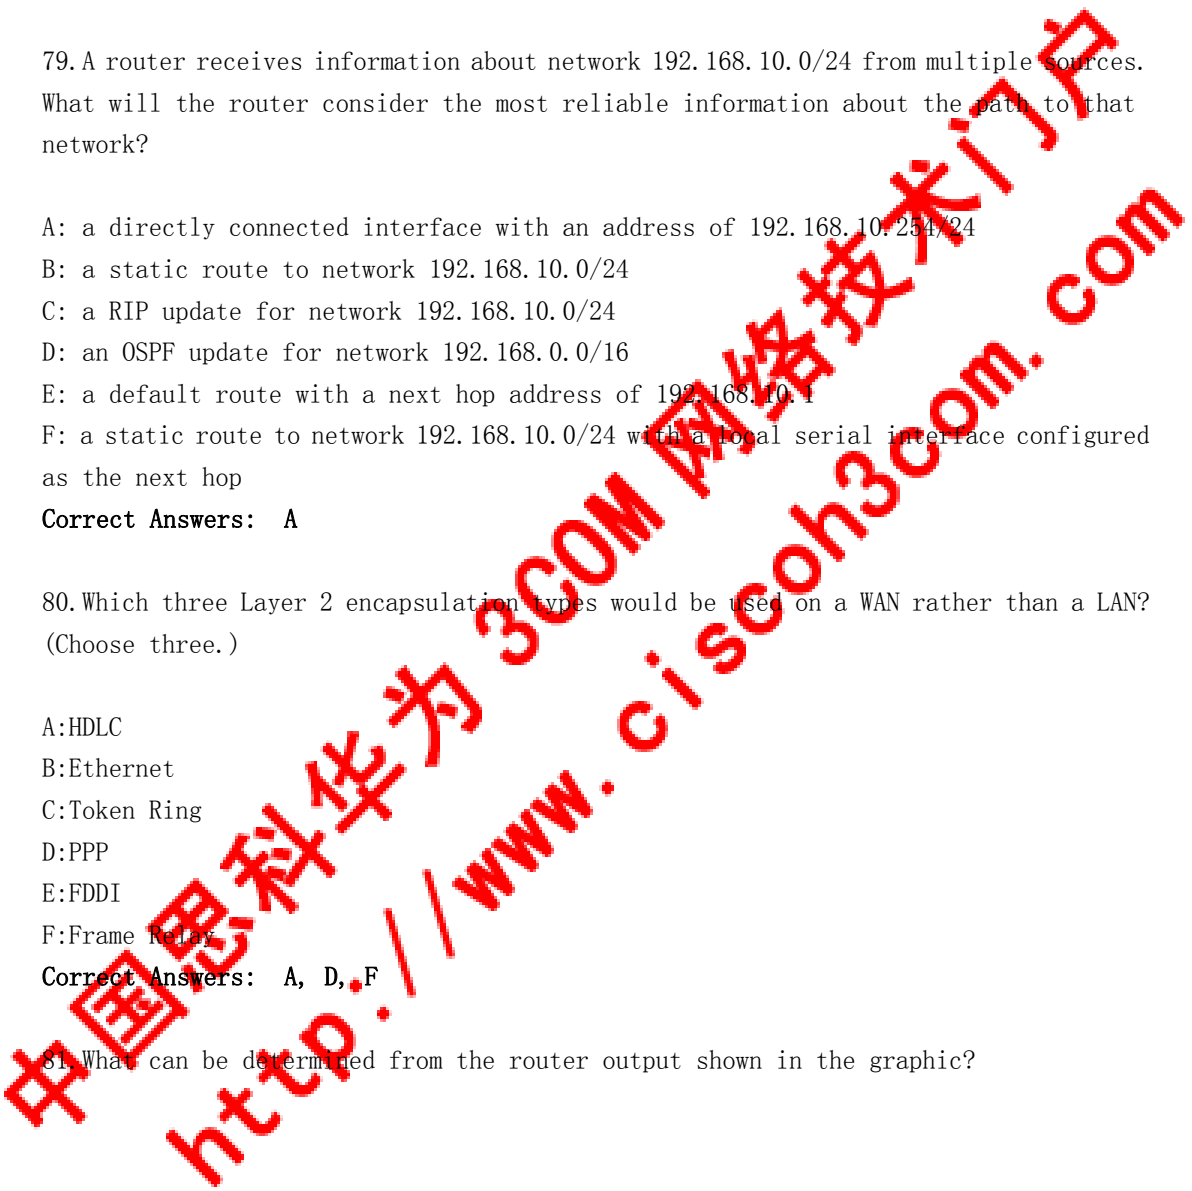 79.A router receives information about network 192.168.10.0/24 from multiple sources.
What will the router consider the most reliable information about the path to that
network?
A: a directly connected interface with an address of 192.168.10.254/24
B: a static route to network 192.168.10.0/24
C: a RIP update for network 192.168.10.0/24
D: an OSPF update for network 192.168.0.0/16
E: a default route with a next hop address of 192.168.10.1
F: a static route to network 192.168.10.0/24 with a local serial interface configured
as the next hop
Correct Answers:  A
80.Which three Layer 2 encapsulation types would be used on a WAN rather than a LAN?
(Choose three.)
A:HDLC
B:Ethernet
C:Token Ring
D:PPP
E:FDDI
F:Frame Relay
Correct Answers:  A, D, F
81.What can be determined from the router output shown in the graphic?
中国思科华为3COM网络技术门户
http://www.ciscoh3com.com